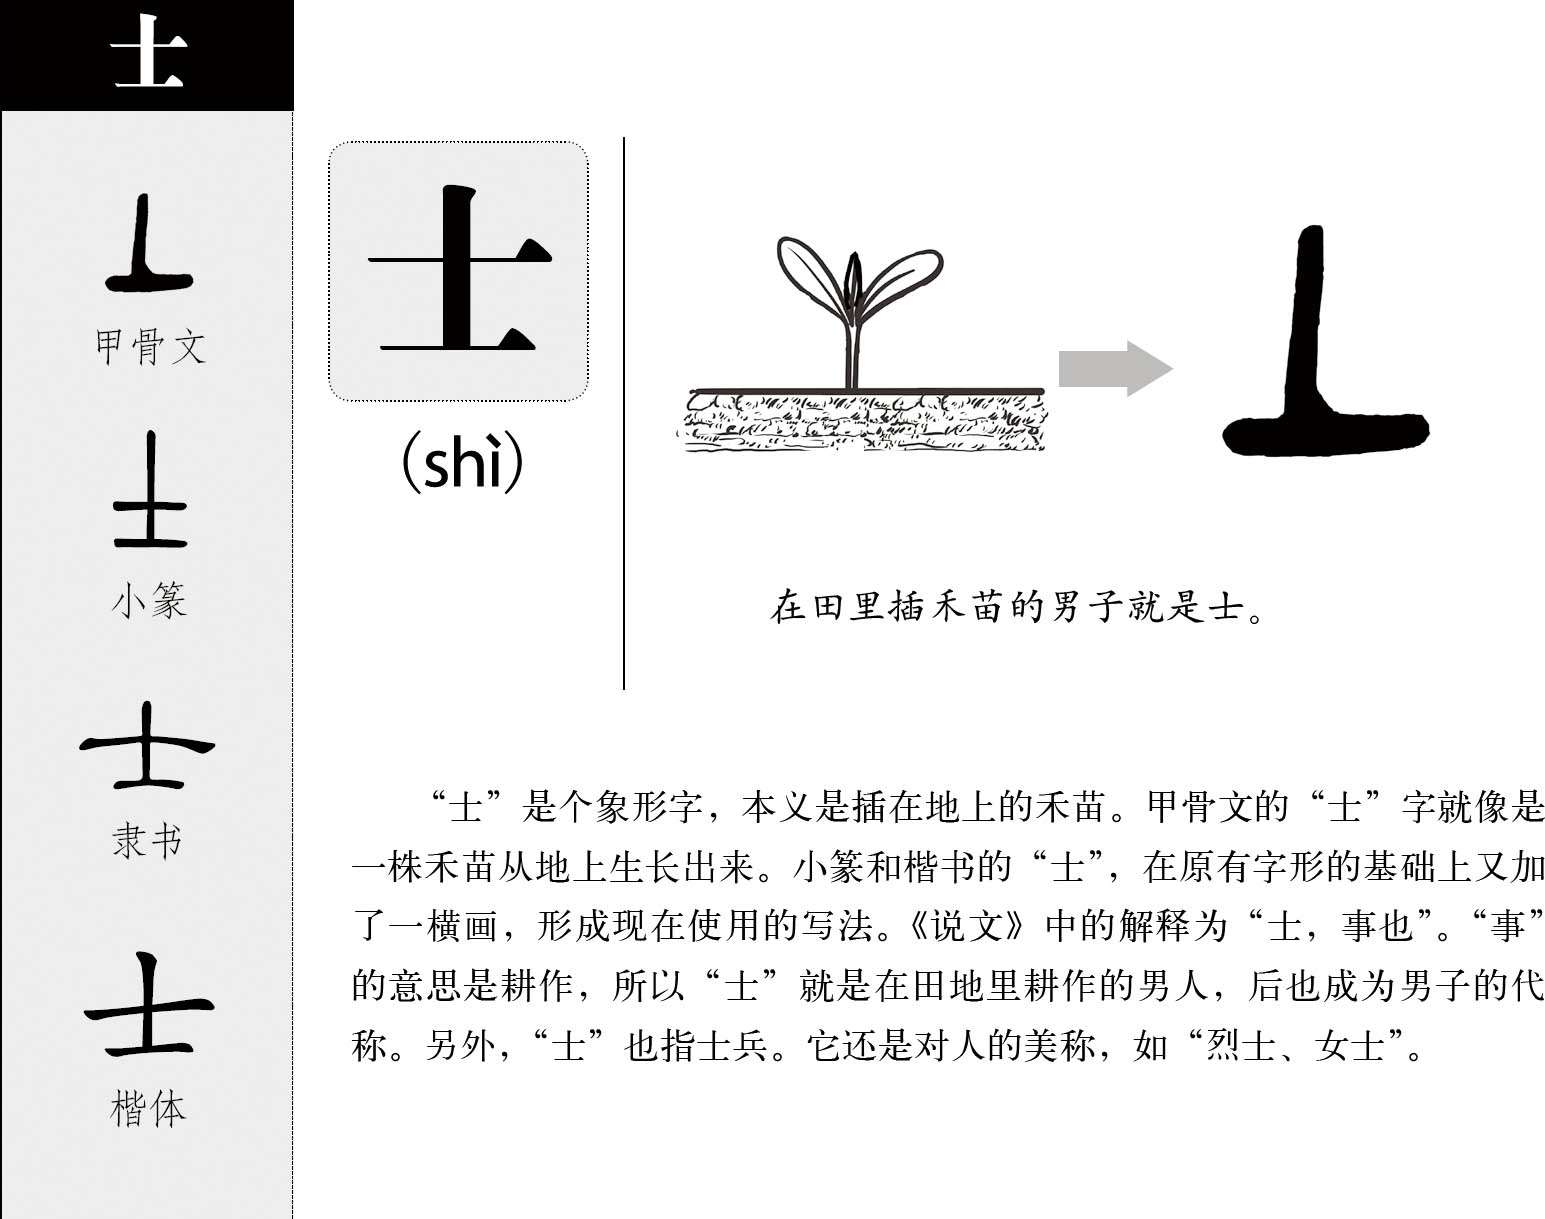 士
甲骨文
小篆
隶书
楷体
士
（shì）
在田里插禾苗的男子就是士。
“士”是个象形字，本义是插在地上的禾苗。甲骨文的“士”字就像是
一株禾苗从地上生长出来。小篆和楷书的“士”，在原有字形的基础上又加
了一横画，形成现在使用的写法。《说文》中的解释为“士，事也”。“事”
的意思是耕作，所以“士”就是在田地里耕作的男人，后也成为男子的代
称。另外，“士”也指士兵。它还是对人的美称，如“烈士、女士”。